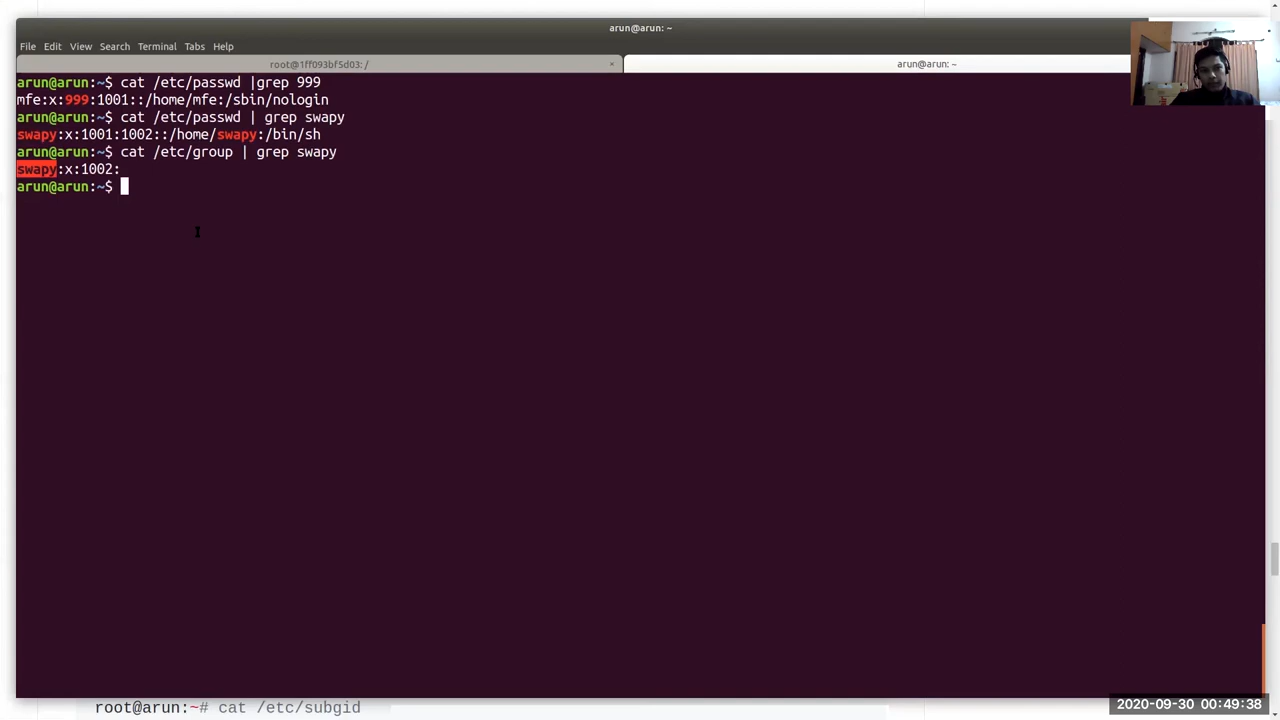 arun@arun: ~
File Edit View Search Terminal Tabs Help
root@1ff093bf5d03: / × arun@arun: ~
arun@arun:~$ cat /etc/passwd |grep 999
mfe:x:999:1001::/home/mfe:/sbin/nologin
arun@arun:~$ cat /etc/passwd | grep swapy
swapy:x:1001:1002::/home/swapy:/bin/sh
arun@arun:~$ cat /etc/group | grep swapy
swapy:x:1002:
arun@arun:~$
root@arun:~# cat /etc/subgid
2020-09-30 00:49:38